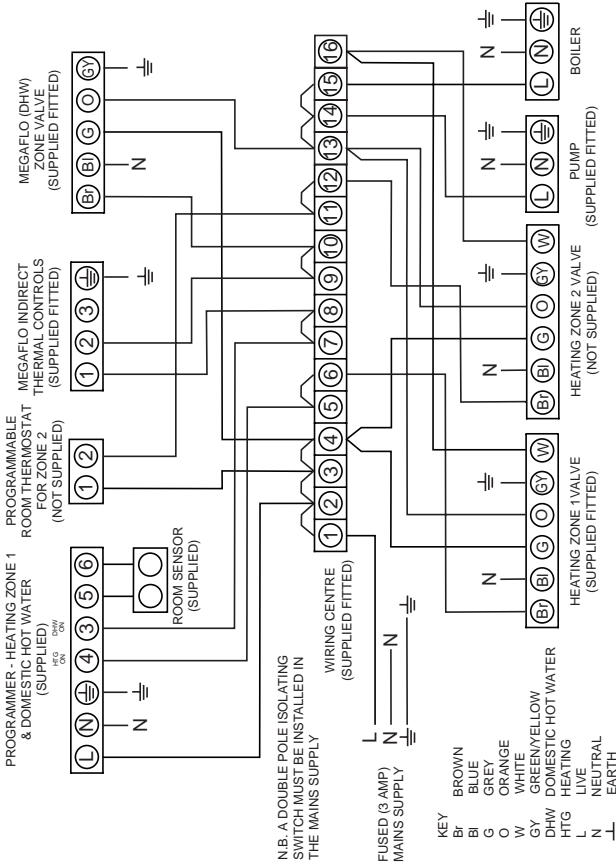 PROGRAMMER - HEATING ZONE 1
& DOMESTIC HOT WATER
(SUPPLIED)
HTG
ON
DHW
ON
L N 4 3 5 6
N
ROOM SENSOR
(SUPPLIED)
PROGRAMMABLE
ROOM THERMOSTAT
FOR ZONE 2
(NOT SUPPLIED)
1 2
MEGAFLO INDIRECT
THERMAL CONTROLS
(SUPPLIED FITTED)
1 2 3
MEGAFLO (DHW)
ZONE VALVE
(SUPPLIED FITTED)
Br Bl G O GY
N
N.B. A DOUBLE POLE ISOLATING
SWITCH MUST BE INSTALLED IN
THE MAINS SUPPLY
1 2 3 4 5 6 7 8 9 10 11 12 13 14 15 16
WIRING CENTRE
(SUPPLIED FITTED)
L
N N
FUSED (3 AMP)
MAINS SUPPLY
N
Br Bl G O GY W
HEATING ZONE 1 VALVE
(SUPPLIED FITTED)
N
Br Bl G O GY W
HEATING ZONE 2 VALVE
(NOT SUPPLIED)
N
L N
PUMP
(SUPPLIED FITTED)
N
L N
BOILER
KEY
Br BROWN
Bl BLUE
G GREY
O ORANGE
W WHITE
GY GREEN/YELLOW
DHW DOMESTIC HOT WATER
HTG HEATING
L LIVE
N NEUTRAL
EARTH